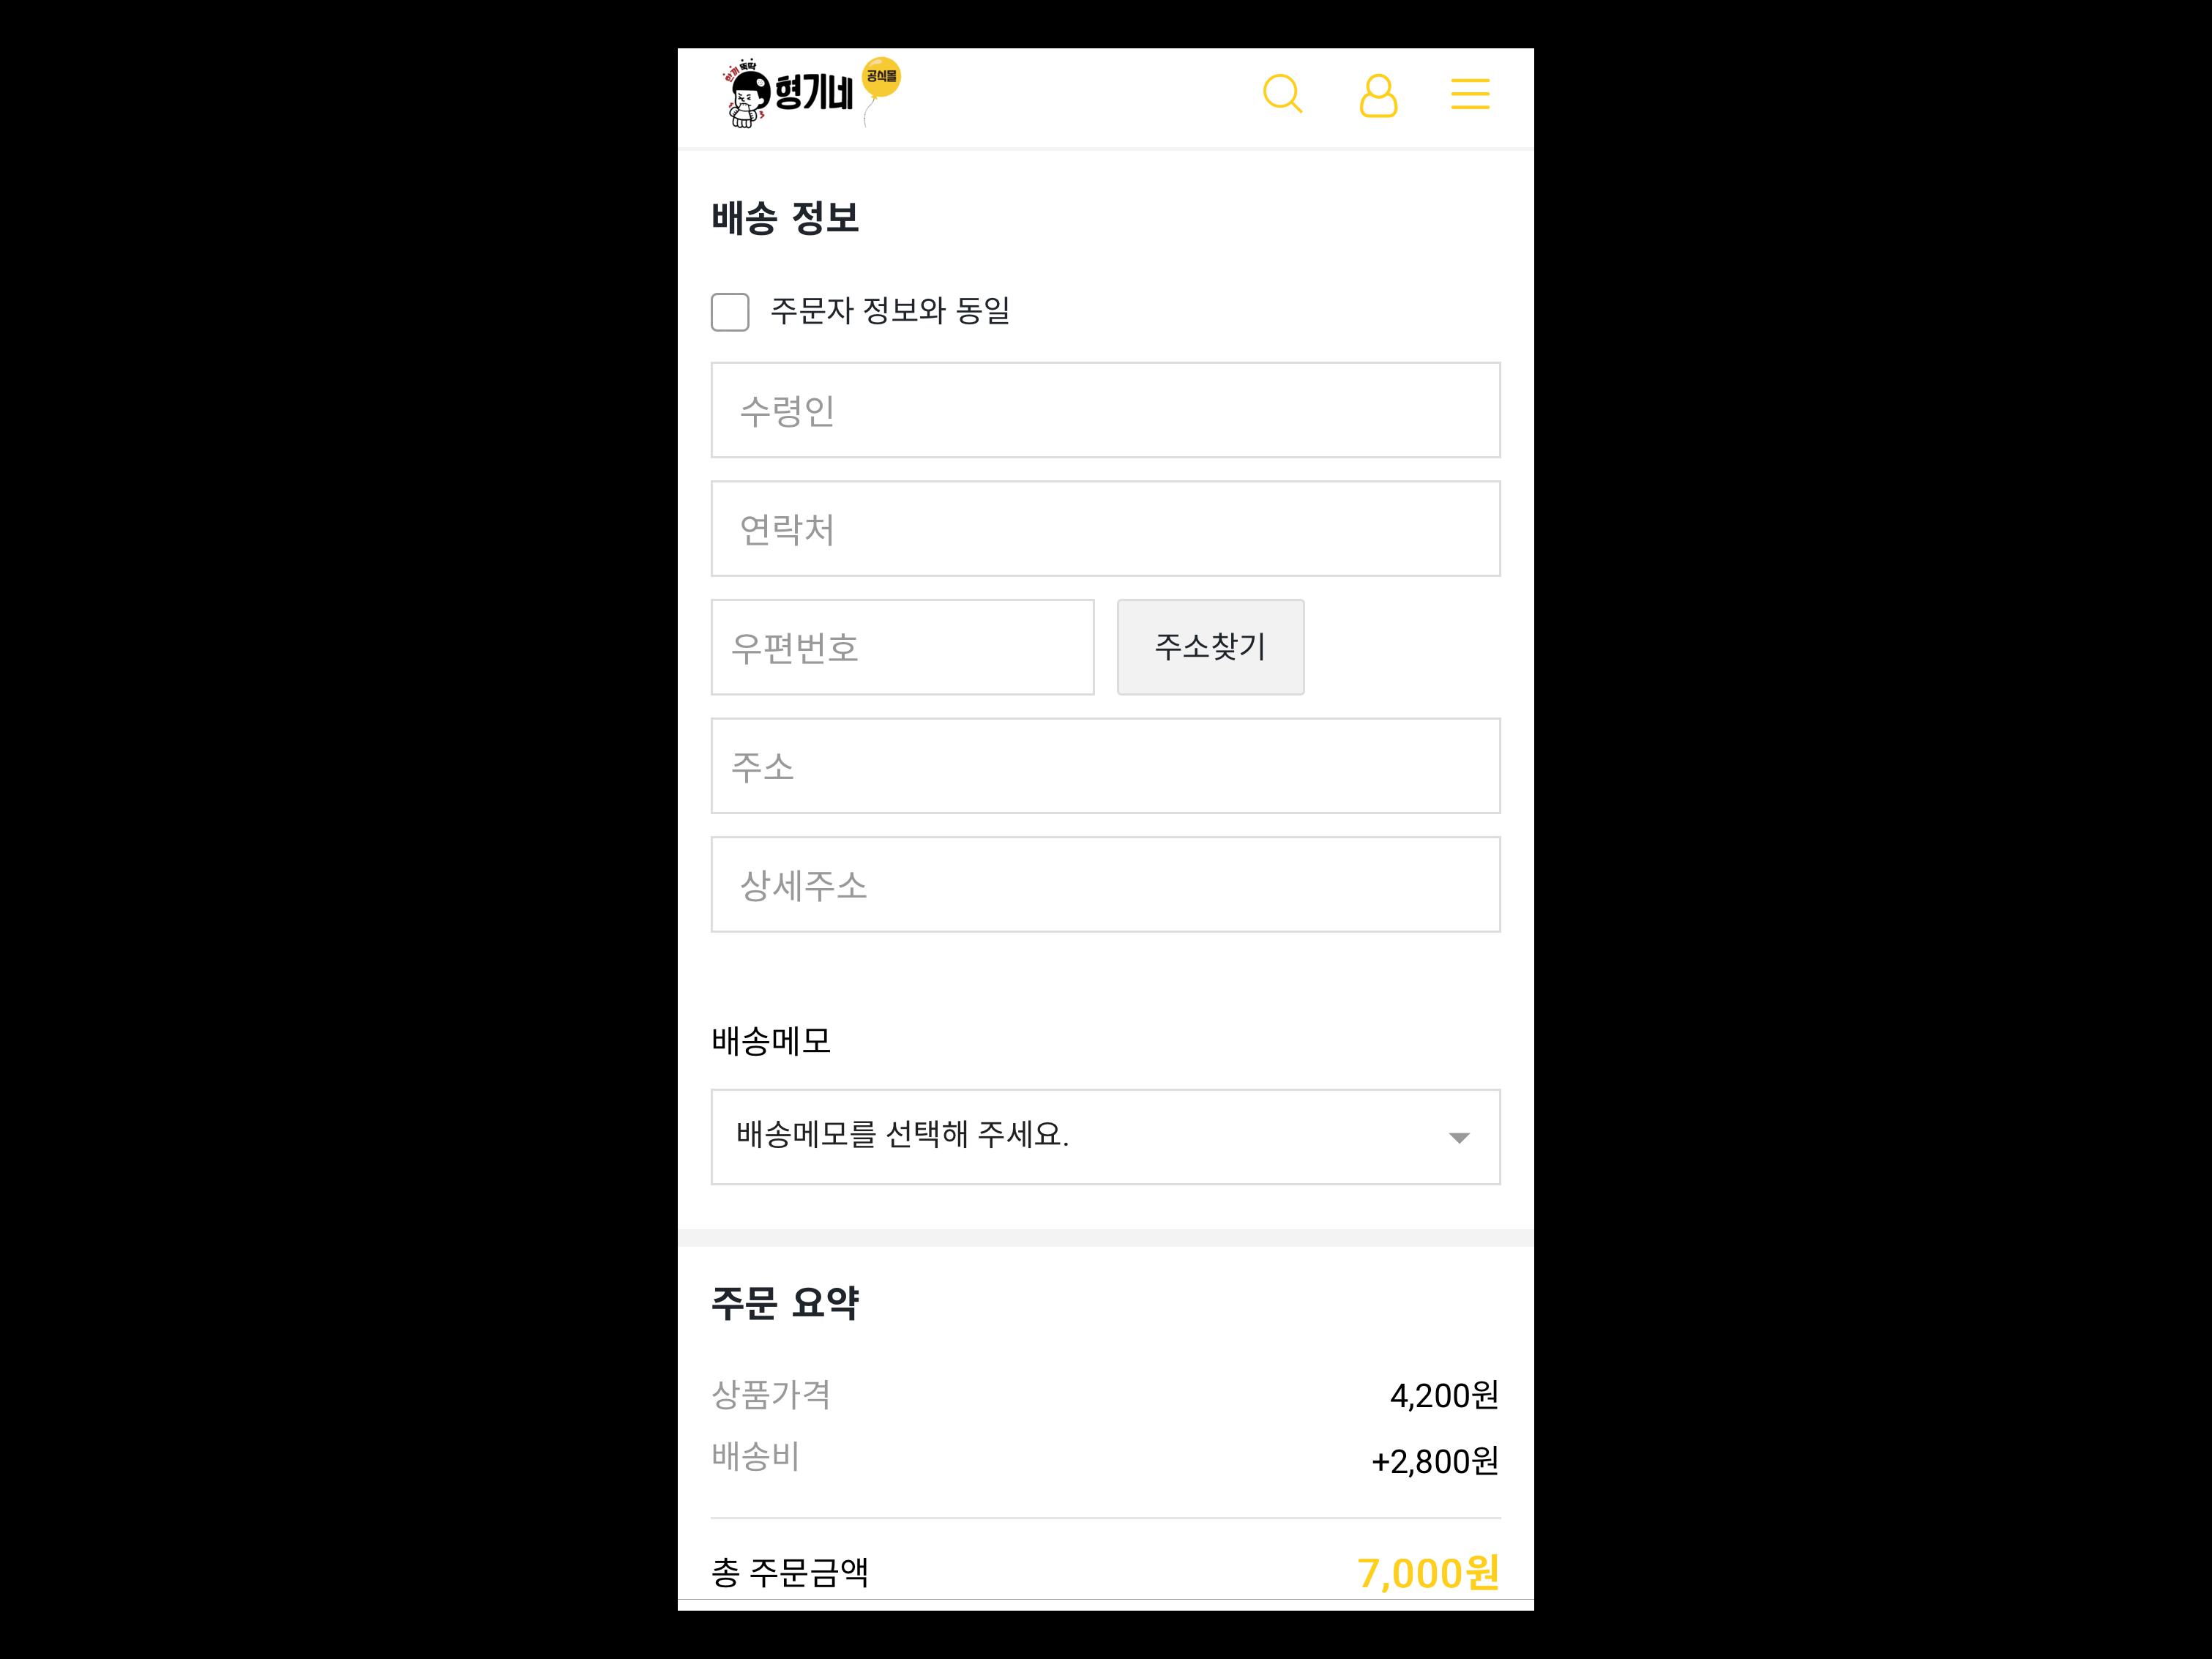 한끼 뚝딱
형기네
공식몰
배송 정보
주문자 정보와 동일
수령인
연락처
우편번호
주소찾기
주소
상세주소
배송메모
배송메모를 선택해 주세요.
주문 요약
상품가격 4,200원
배송비 +2,800원
총 주문금액 7,000원